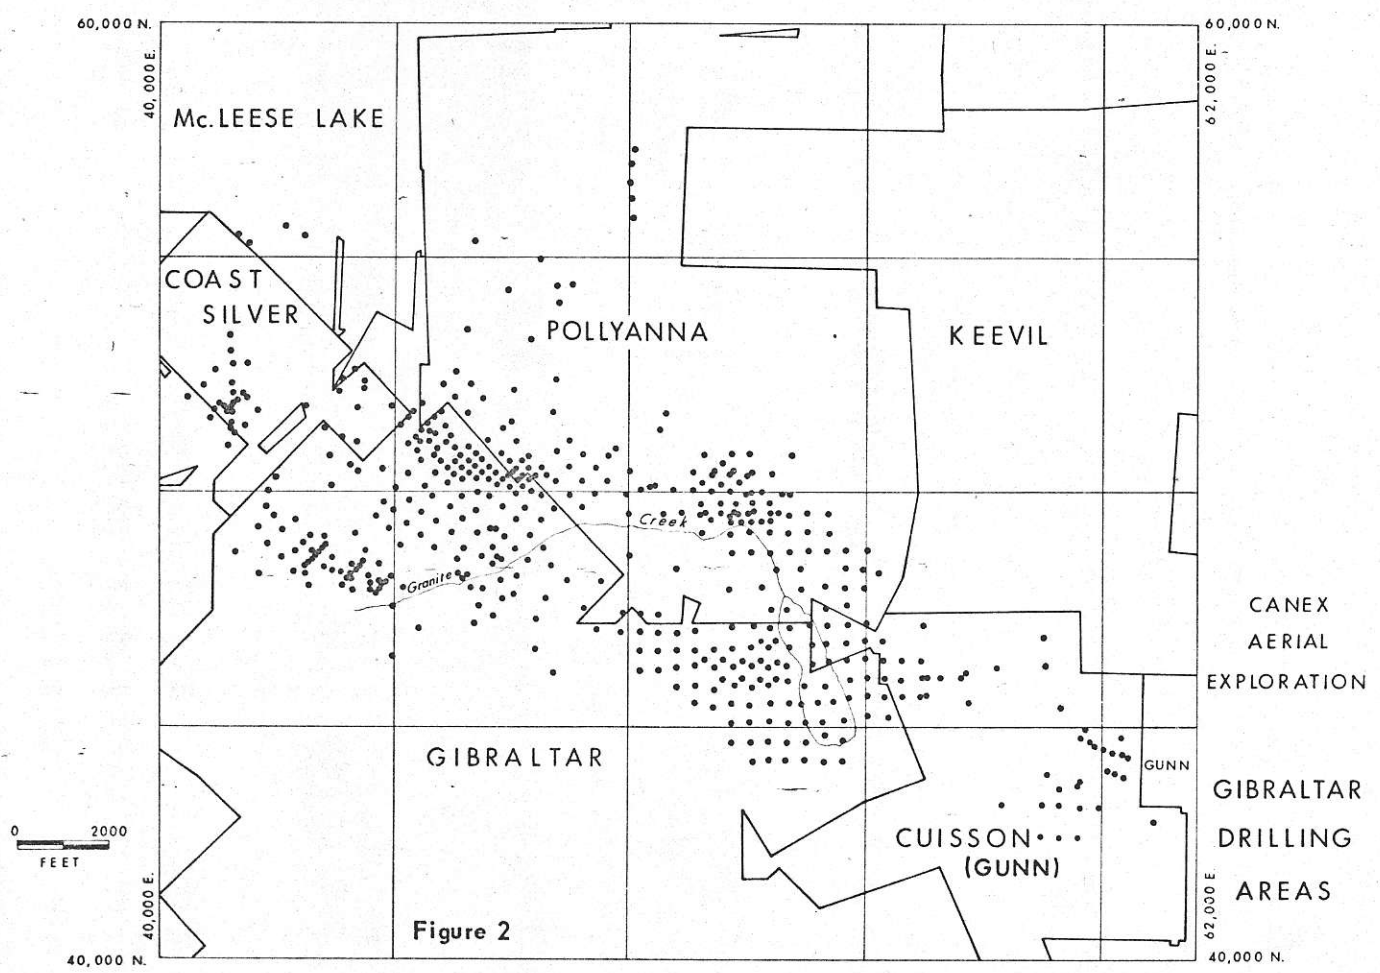 60,000 N.
60,000 N.
40,000 E.
62,000 E.
Mc.LEESE LAKE
COAST
SILVER
POLLYANNA
KEEVIL
Creek
Granite
CANEX
AERIAL
EXPLORATION
GIBRALTAR
GUNN
GIBRALTAR
DRILLING
AREAS
0 2000
FEET
CUISSON
(GUNN)
40,000 E.
62,000 E.
Figure 2
40,000 N.
40,000 N.